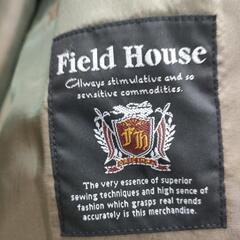 Field House
Always stimulative and so
sensitive commodities.
Fh
The very essence of superior
sewing techniques and high sence of
fashion which grasps real trends
accurately is this merchandise.